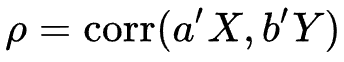 ρ = corr(a′X, b′Y)